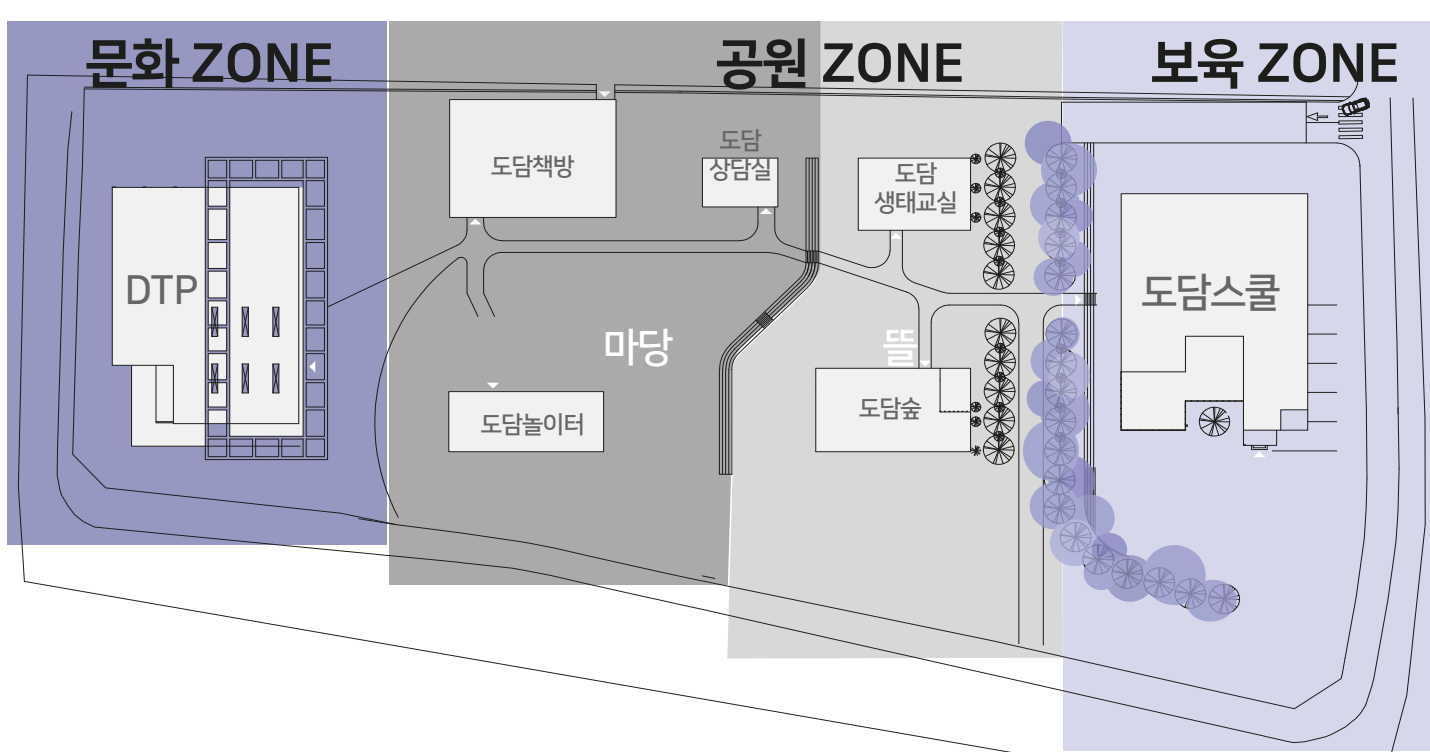 문화 ZONE
공원 ZONE
보육 ZONE
도담책방
도담
상담실
도담
생태교실
DTP
도담스쿨
마당
뜰
도담놀이터
도담숲